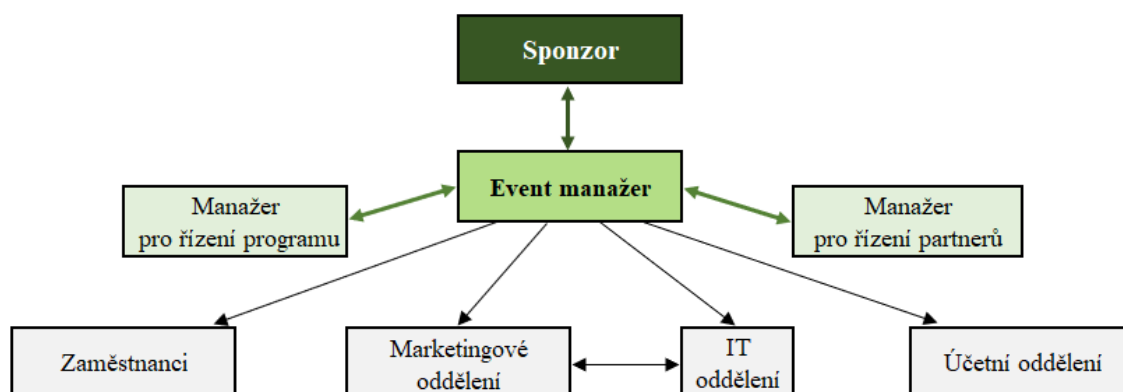 Sponzor
Event manažer
Manažer
pro řízení programu
Manažer
pro řízení partnerů
Zaměstnanci
Marketingové
oddělení
IT
oddělení
Účetní oddělení